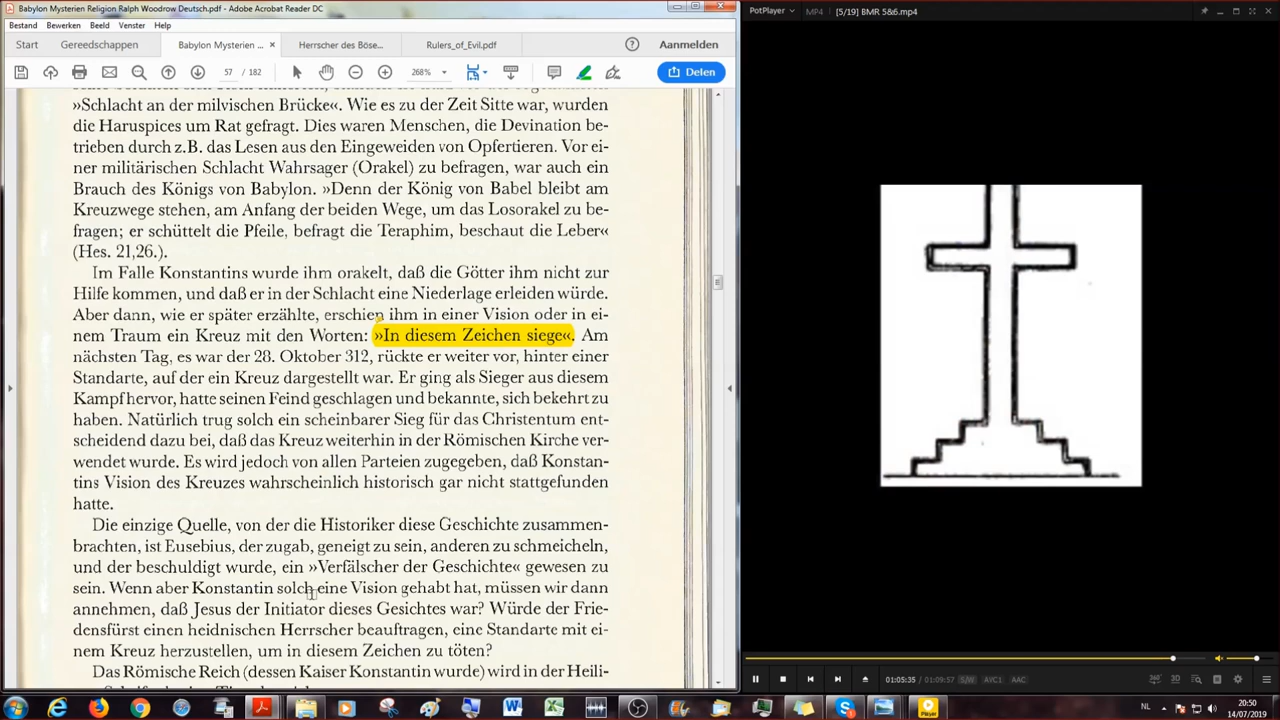 Babylon Mysterien Religion Ralph Woodrow Deutsch.pdf - Adobe Acrobat Reader DC
Bestand Bewerken Beeld Venster Help
Start Gereedschappen Babylon Mysterien ... × Herrscher des Böse... Rulers_of_Evil.pdf Aanmelden
57 / 182 268% Delen
»Schlacht an der milvischen Brücke«. Wie es zu der Zeit Sitte war, wurden
die Haruspices um Rat gefragt. Dies waren Menschen, die Devination be-
trieben durch z.B. das Lesen aus den Eingeweiden von Opfertieren. Vor ei-
ner militärischen Schlacht Wahrsager (Orakel) zu befragen, war auch ein
Brauch des Königs von Babylon. »Denn der König von Babel bleibt am
Kreuzwege stehen, am Anfang der beiden Wege, um das Losorakel zu be-
fragen; er schüttelt die Pfeile, befragt die Teraphim, beschaut die Leber«
(Hes. 21,26.).
Im Falle Konstantins wurde ihm orakelt, daß die Götter ihm nicht zur
Hilfe kommen, und daß er in der Schlacht eine Niederlage erleiden würde.
Aber dann, wie er später erzählte, erschien ihm in einer Vision oder in ei-
nem Traum ein Kreuz mit den Worten: »In diesem Zeichen siege«. Am
nächsten Tag, es war der 28. Oktober 312, rückte er weiter vor, hinter einer
Standarte, auf der ein Kreuz dargestellt war. Er ging als Sieger aus diesem
Kampf hervor, hatte seinen Feind geschlagen und bekannte, sich bekehrt zu
haben. Natürlich trug solch ein scheinbarer Sieg für das Christentum ent-
scheidend dazu bei, daß das Kreuz weiterhin in der Römischen Kirche ver-
wendet wurde. Es wird jedoch von allen Parteien zugegeben, daß Konstan-
tins Vision des Kreuzes wahrscheinlich historisch gar nicht stattgefunden
hatte.
Die einzige Quelle, von der die Historiker diese Geschichte zusammen-
brachten, ist Eusebius, der zugab, geneigt zu sein, anderen zu schmeicheln,
und der beschuldigt wurde, ein »Verfälscher der Geschichte« gewesen zu
sein. Wenn aber Konstantin solch eine Vision gehabt hat, müssen wir dann
annehmen, daß Jesus der Initiator dieses Gesichtes war? Würde der Frie-
densfürst einen heidnischen Herrscher beauftragen, eine Standarte mit ei-
nem Kreuz herzustellen, um in diesem Zeichen zu töten?
Das Römische Reich (dessen Kaiser Konstantin wurde) wird in der Heili-
PotPlayer MP4 [5/19] BMR 5&6.mp4
01:05:35 / 01:09:57 S/W AVC1 AAC
NL 20:50
14/07/2019